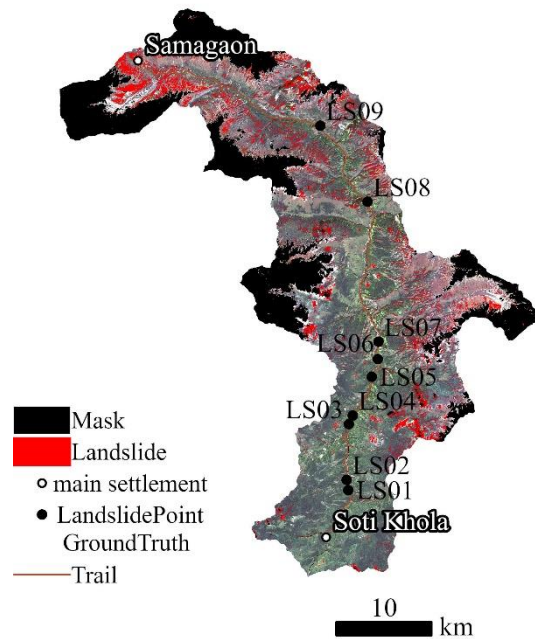 Samagaon
LS09
LS08
LS07
LS06
LS05
LS04
LS03
Mask
Landslide
LS02
main settlement
LS01
LandslidePoint
GroundTruth
Soti Khola
Trail
10
km